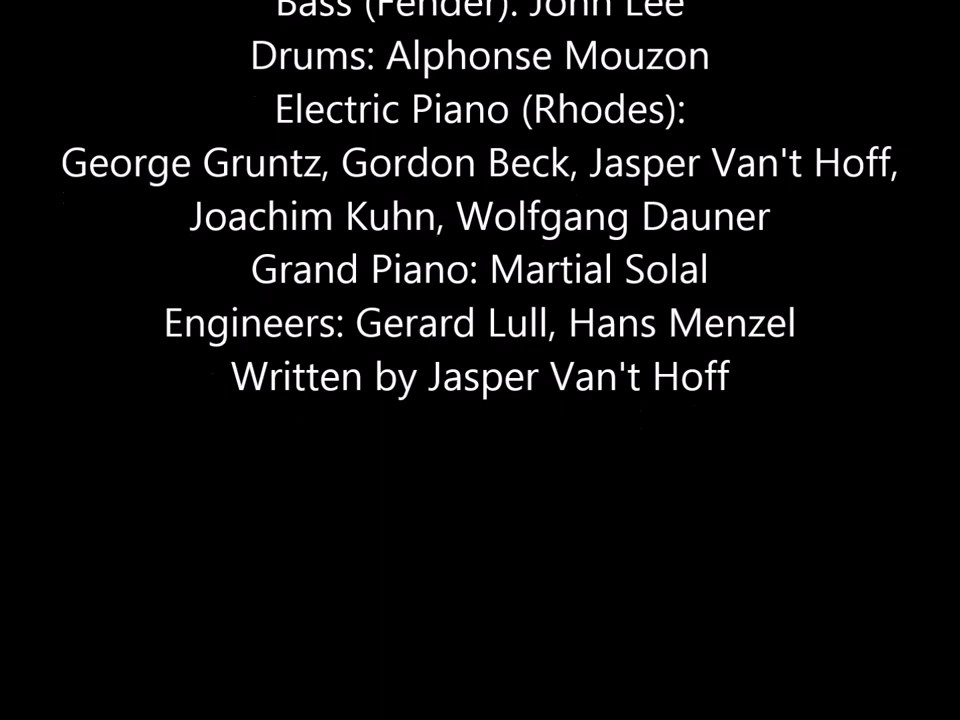 Bass (Fender): John Lee
Drums: Alphonse Mouzon
Electric Piano (Rhodes):
George Gruntz, Gordon Beck, Jasper Van't Hoff,
Joachim Kuhn, Wolfgang Dauner
Grand Piano: Martial Solal
Engineers: Gerard Lull, Hans Menzel
Written by Jasper Van't Hoff